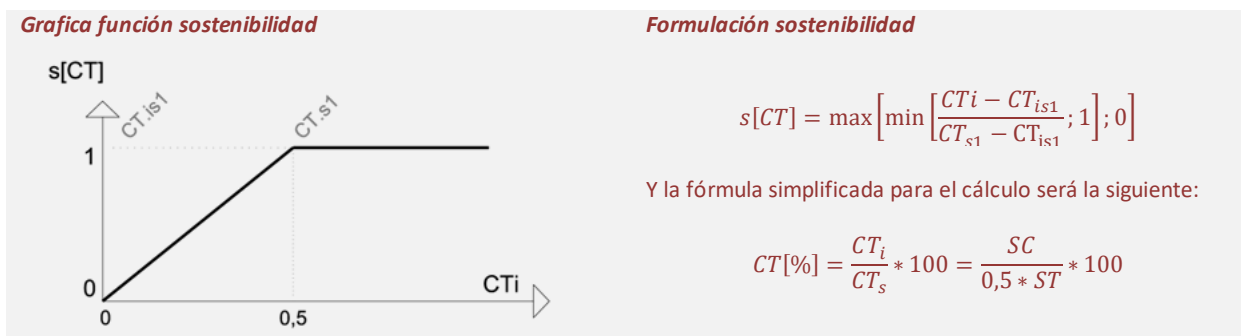 Grafica función sostenibilidad
s[CT]
CT.is1
CT.s1
1
0
CTi
0
0,5
Formulación sostenibilidad
s[CT] = max[min[(CTi − CT_is1)/(CT_s1 − CT_is1); 1]; 0]
Y la fórmula simplificada para el cálculo será la siguiente:
CT[%] = CT_i/CT_s * 100 = SC/(0,5 * ST) * 100